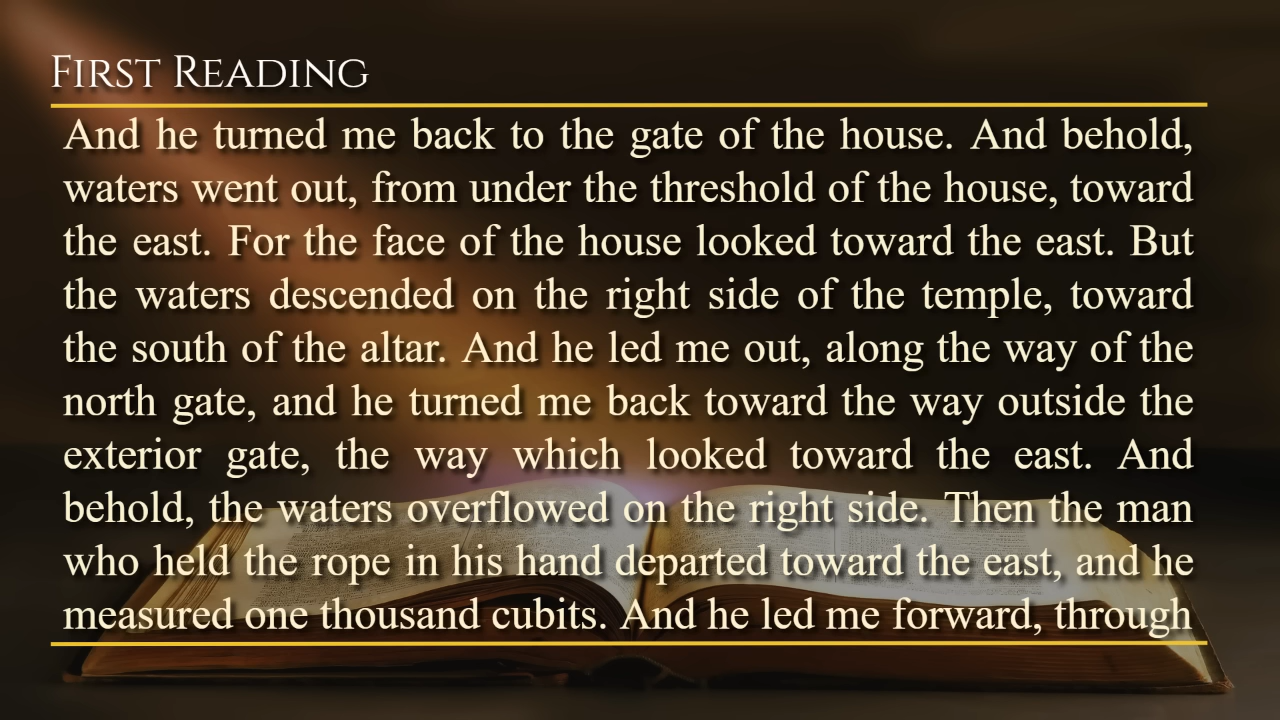 First Reading
And he turned me back to the gate of the house. And behold,
waters went out, from under the threshold of the house, toward
the east. For the face of the house looked toward the east. But
the waters descended on the right side of the temple, toward
the south of the altar. And he led me out, along the way of the
north gate, and he turned me back toward the way outside the
exterior gate, the way which looked toward the east. And
behold, the waters overflowed on the right side. Then the man
who held the rope in his hand departed toward the east, and he
measured one thousand cubits. And he led me forward, through